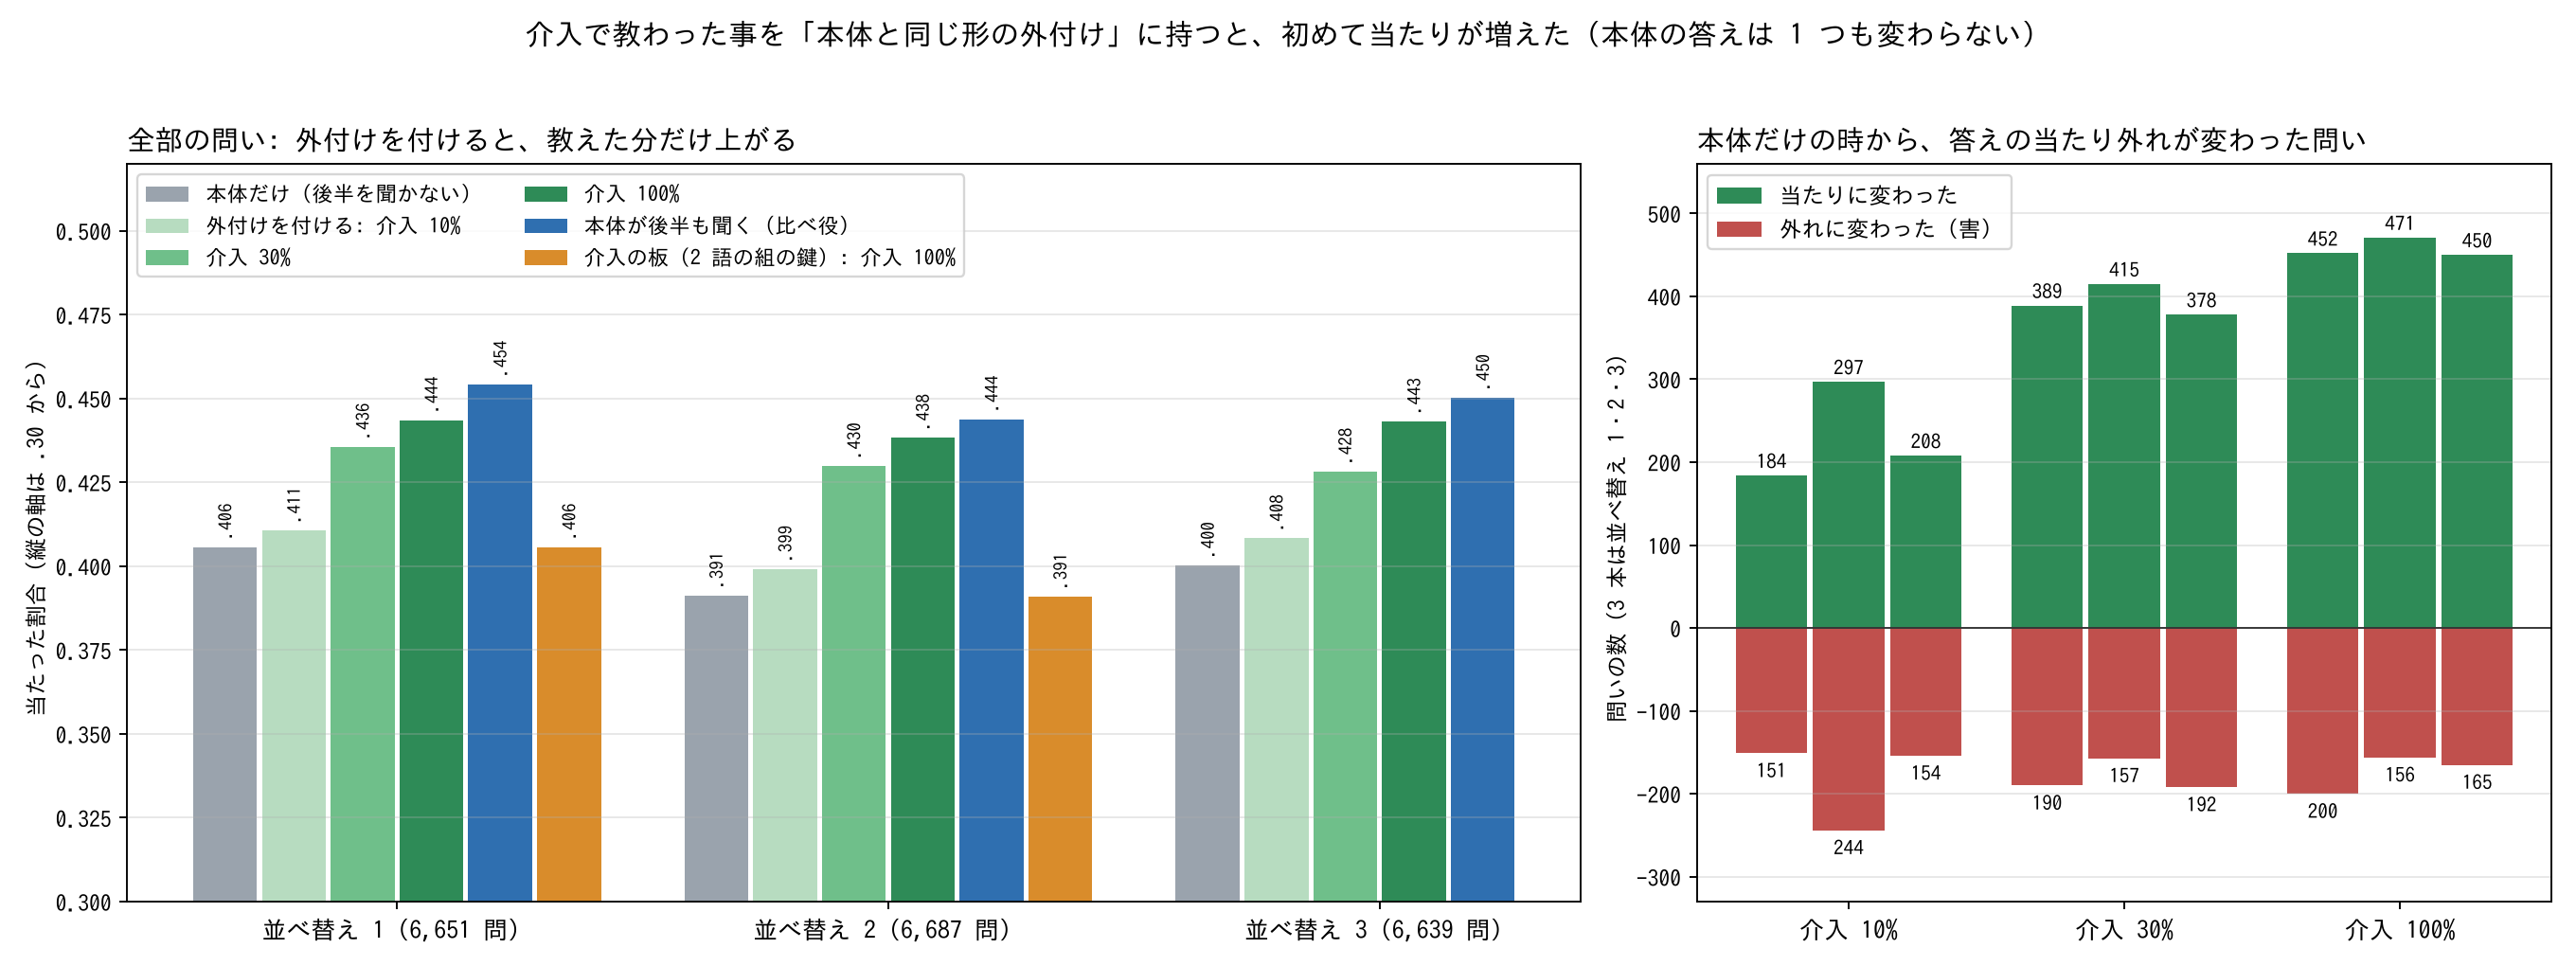 介入で教わった事を「本体と同じ形の外付け」に持つと、初めて当たりが増えた（本体の答えは 1 つも変わらない）
全部の問い: 外付けを付けると、教えた分だけ上がる
本体だけ（後半を聞かない）
外付けを付ける: 介入 10%
介入 30%
介入 100%
本体が後半も聞く（比べ役）
介入の板（2 語の組の鍵）: 介入 100%
当たった割合（縦の軸は .30 から）
0.500
0.475
0.450
0.425
0.400
0.375
0.350
0.325
0.300
.406
.411
.436
.444
.454
.406
.391
.399
.430
.438
.444
.391
.400
.408
.428
.443
.450
並べ替え 1（6,651 問）
並べ替え 2（6,687 問）
並べ替え 3（6,639 問）
本体だけの時から、答えの当たり外れが変わった問い
当たりに変わった
外れに変わった（害）
問いの数（3 本は並べ替え 1・2・3）
500
400
300
200
100
0
-100
-200
-300
184
297
208
389
415
378
452
471
450
151
244
154
190
157
192
200
156
165
介入 10%
介入 30%
介入 100%